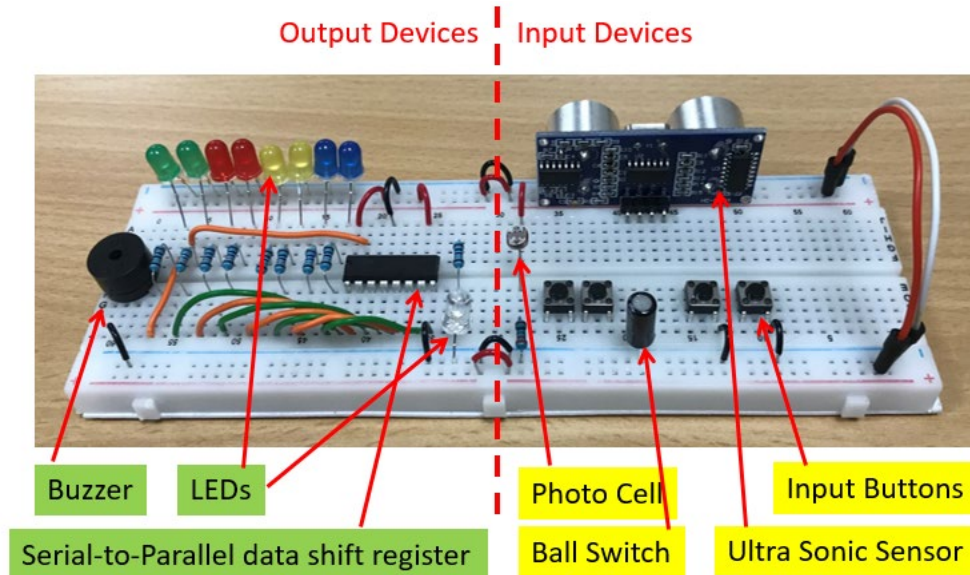 Output Devices
Input Devices
Buzzer
LEDs
Photo Cell
Input Buttons
Serial-to-Parallel data shift register
Ball Switch
Ultra Sonic Sensor